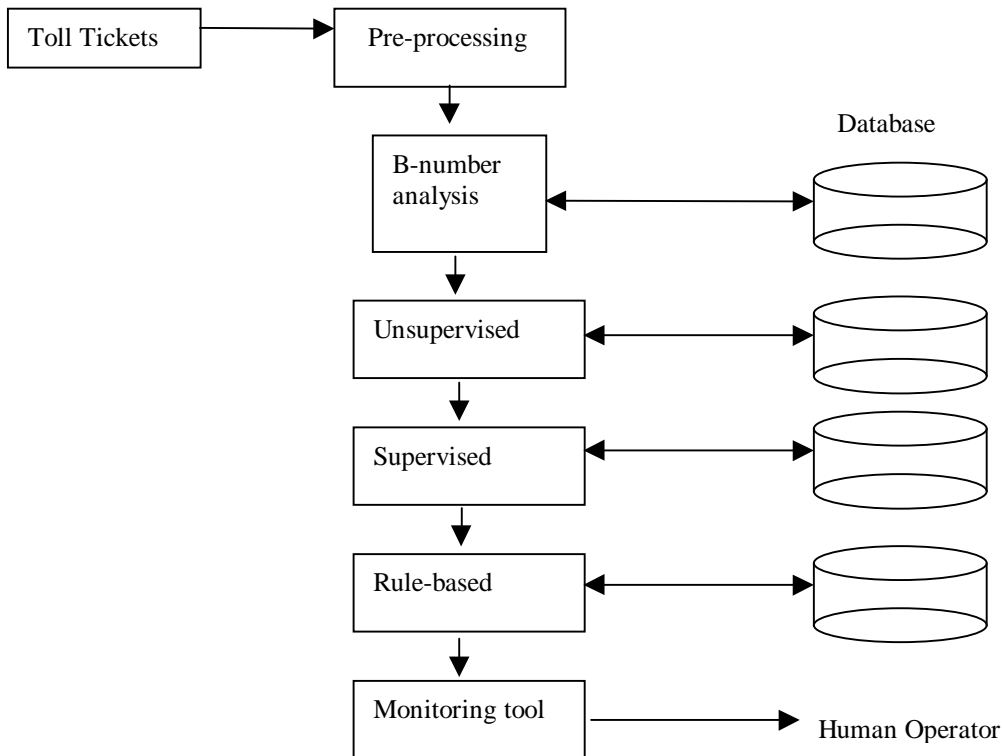 Toll Tickets
Pre-processing
Database
B-number
analysis
Unsupervised
Supervised
Rule-based
Monitoring tool
Human Operator